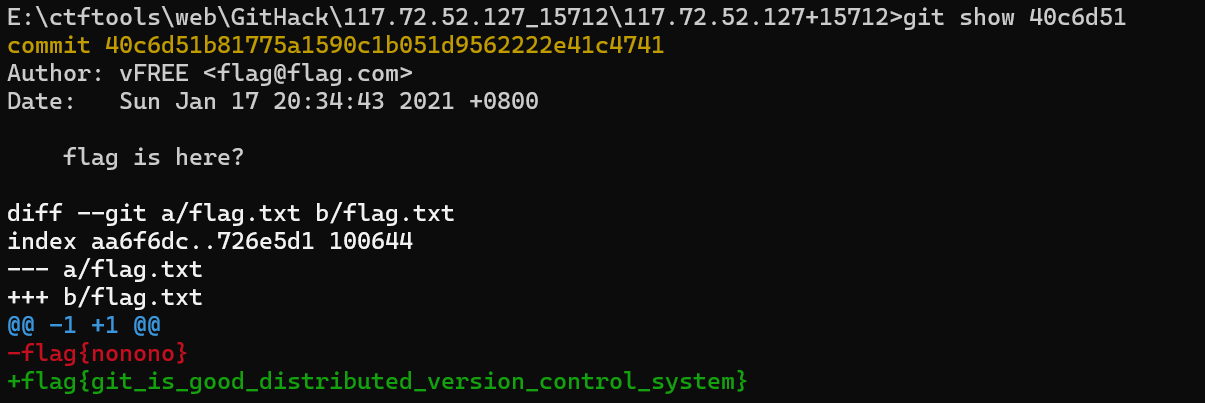 E:\ctftools\web\GitHack\117.72.52.127_15712\117.72.52.127+15712>git show 40c6d51
commit 40c6d51b81775a1590c1b051d9562222e41c4741
Author: vFREE <flag@flag.com>
Date:   Sun Jan 17 20:34:43 2021 +0800
    flag is here?
diff --git a/flag.txt b/flag.txt
index aa6f6dc..726e5d1 100644
--- a/flag.txt
+++ b/flag.txt
@@ -1 +1 @@
-flag{nonono}
+flag{git_is_good_distributed_version_control_system}